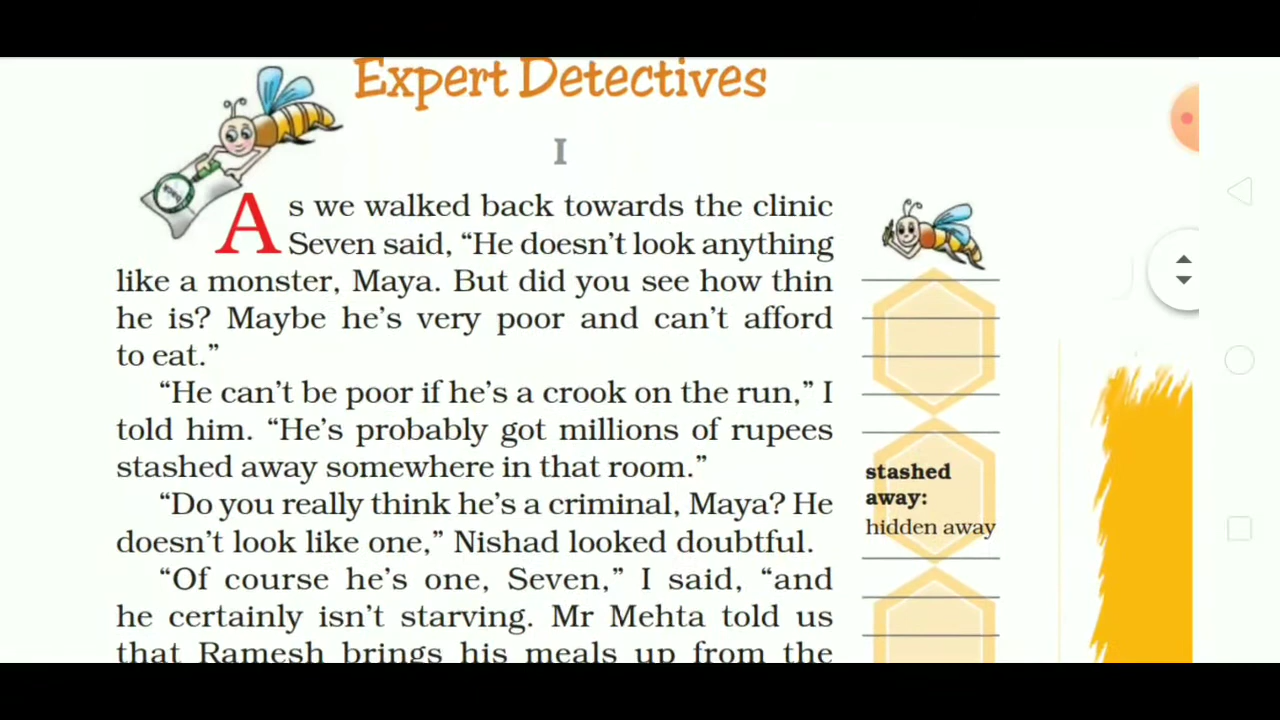 Expert Detectives
I
As we walked back towards the clinic
Seven said, “He doesn’t look anything
like a monster, Maya. But did you see how thin
he is? Maybe he’s very poor and can’t afford
to eat.”
“He can’t be poor if he’s a crook on the run,” I
told him. “He’s probably got millions of rupees
stashed away somewhere in that room.”
“Do you really think he’s a criminal, Maya? He
doesn’t look like one,” Nishad looked doubtful.
“Of course he’s one, Seven,” I said, “and
he certainly isn’t starving. Mr Mehta told us
that Ramesh brings his meals up from the
stashed
away:
hidden away